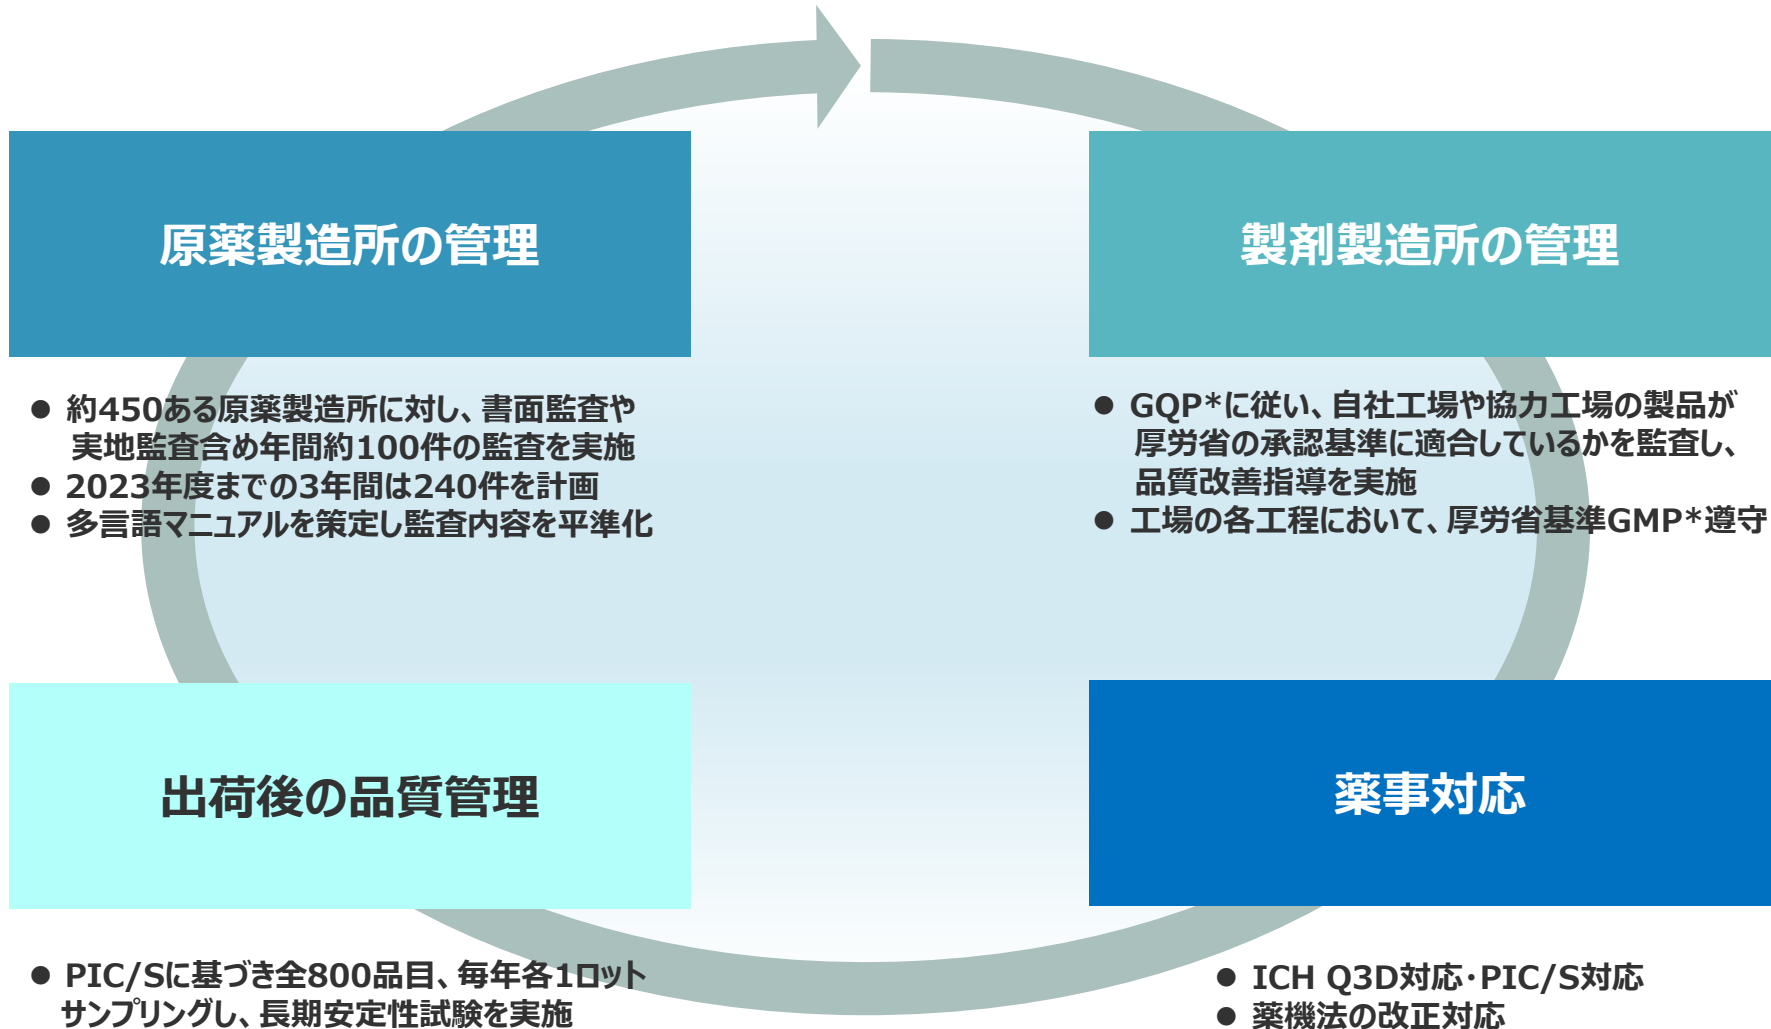 原薬製造所の管理
● 約450ある原薬製造所に対し、書面監査や
実地監査含め年間約100件の監査を実施
● 2023年度までの3年間は240件を計画
● 多言語マニュアルを策定し監査内容を平準化
製剤製造所の管理
● GQP*に従い、自社工場や協力工場の製品が
厚労省の承認基準に適合しているかを監査し、
品質改善指導を実施
● 工場の各工程において、厚労省基準GMP*遵守
出荷後の品質管理
● PIC/Sに基づき全800品目、毎年各1ロット
サンプリングし、長期安定性試験を実施
薬事対応
● ICH Q3D対応・PIC/S対応
● 薬機法の改正対応